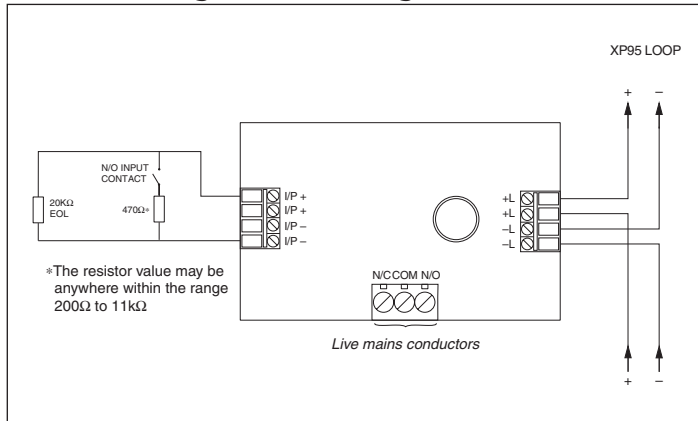 XP95 LOOP
+ –
N/O INPUT
CONTACT
20KΩ
EOL
470Ω*
I/P +
I/P +
I/P –
I/P –
+L
+L
–L
–L
*The resistor value may be
anywhere within the range
200Ω to 11kΩ
N/C COM N/O
Live mains conductors
+ –